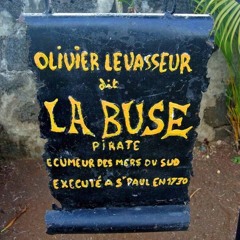 OLIVIER LEVASSEUR
dit
LA BUSE
PIRATE
ECUMEUR DES MERS DU SUD
EXECUTÉ A ST PAUL EN 1730